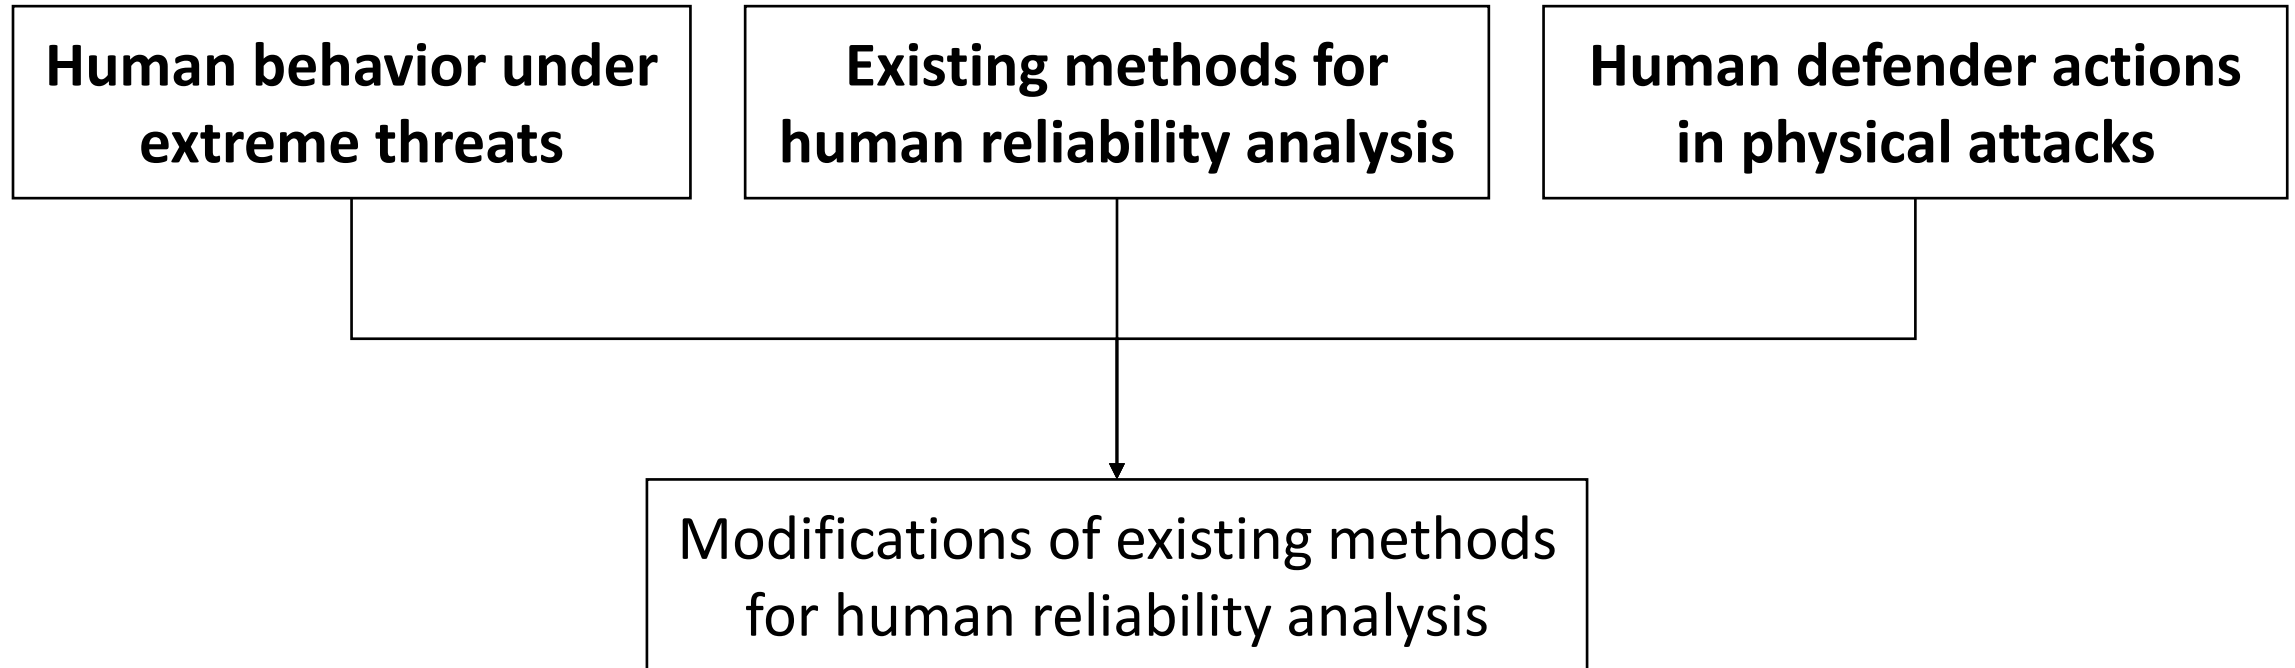 Human behavior under
extreme threats
Existing methods for
human reliability analysis
Human defender actions
in physical attacks
Modifications of existing methods
for human reliability analysis